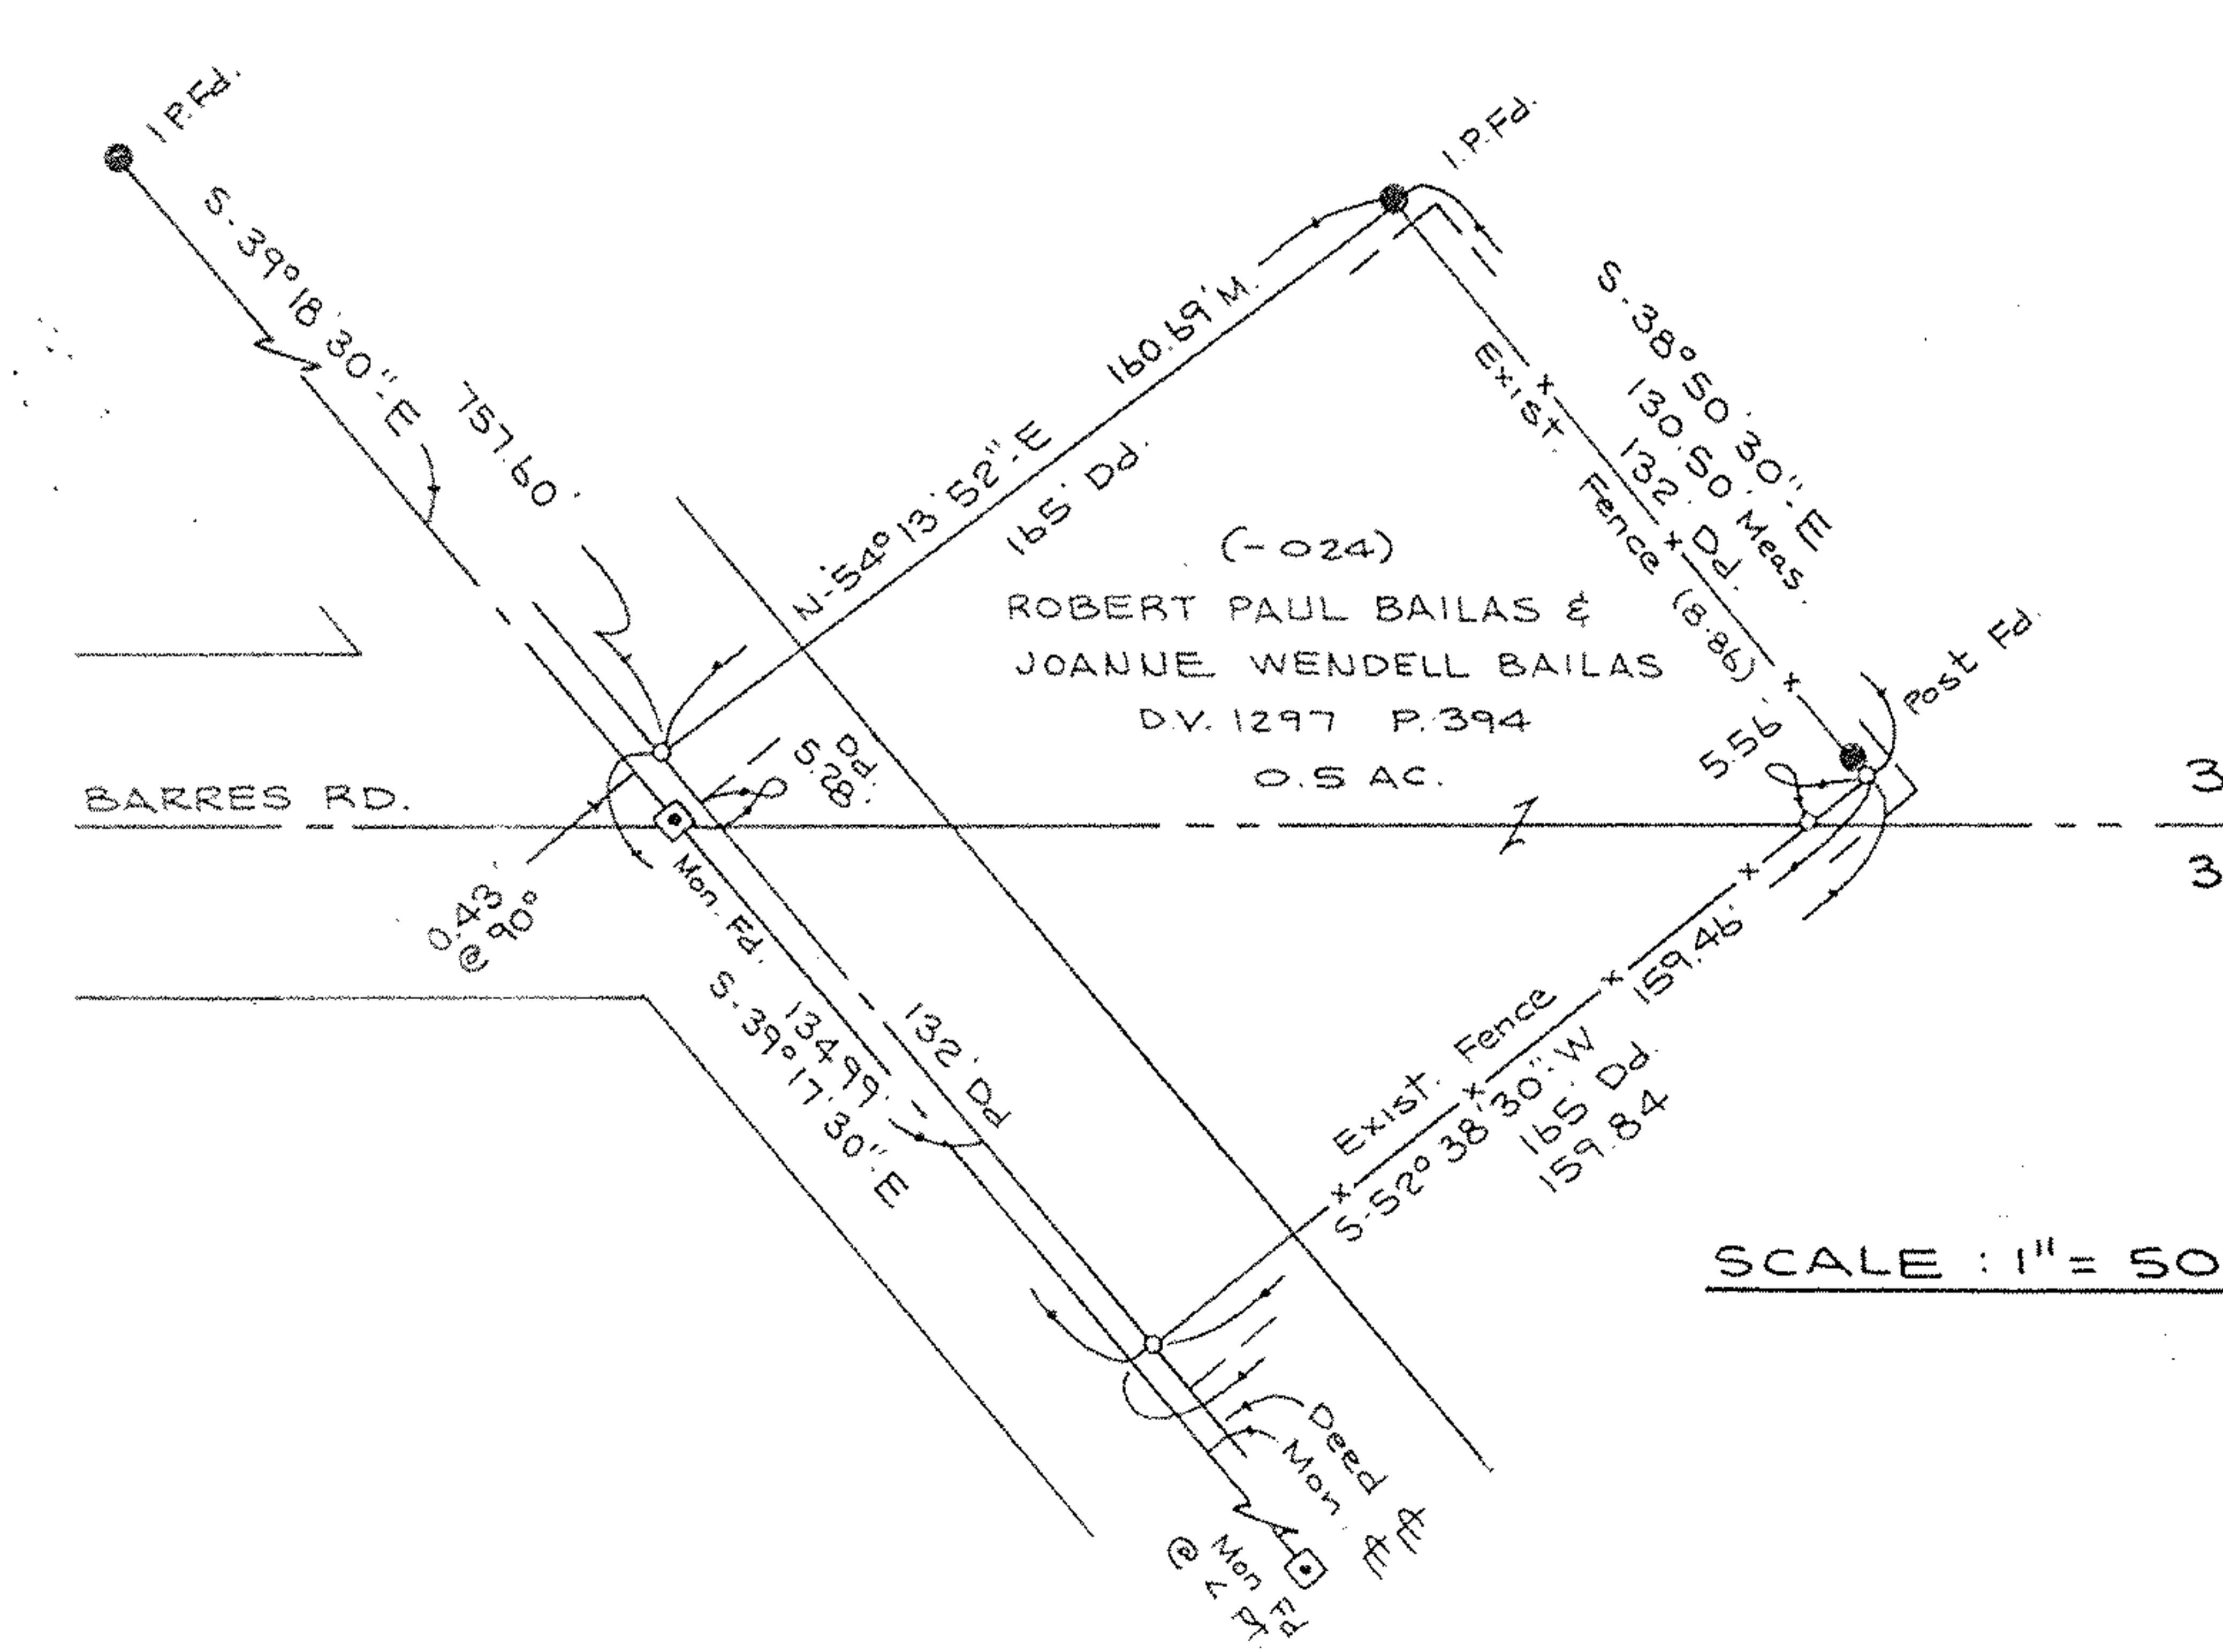 I.P.Fd.
I.P.Fd.
S-39°18'30"-E
757.60'
160.69' M.
N-54°13'52"-E
165' Dd.
S-38°50'30"-E
130.50' Meas.
132' Dd.
Exist. Fence (8.86)
(-024)
ROBERT PAUL BAILAS &
JOANNE WENDELL BAILAS
D.V. 1297 P.394
0.5 AC.
Post Fd.
5.56'
5.28'
Dd.
BARRES RD.
3
3
0.43'
@ 90°
Mon. Fd.
134.99'
S-39°17'30"-E
132' Dd
Exist. Fence
159.46'
S-52°38'30"-W
165' Dd.
159.84
SCALE : 1" = 50
Deed
Mon.
Mon Fd
@